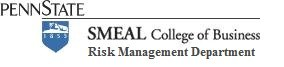 PENNSTATE
1855
SMEAL College of Business
Risk Management Department